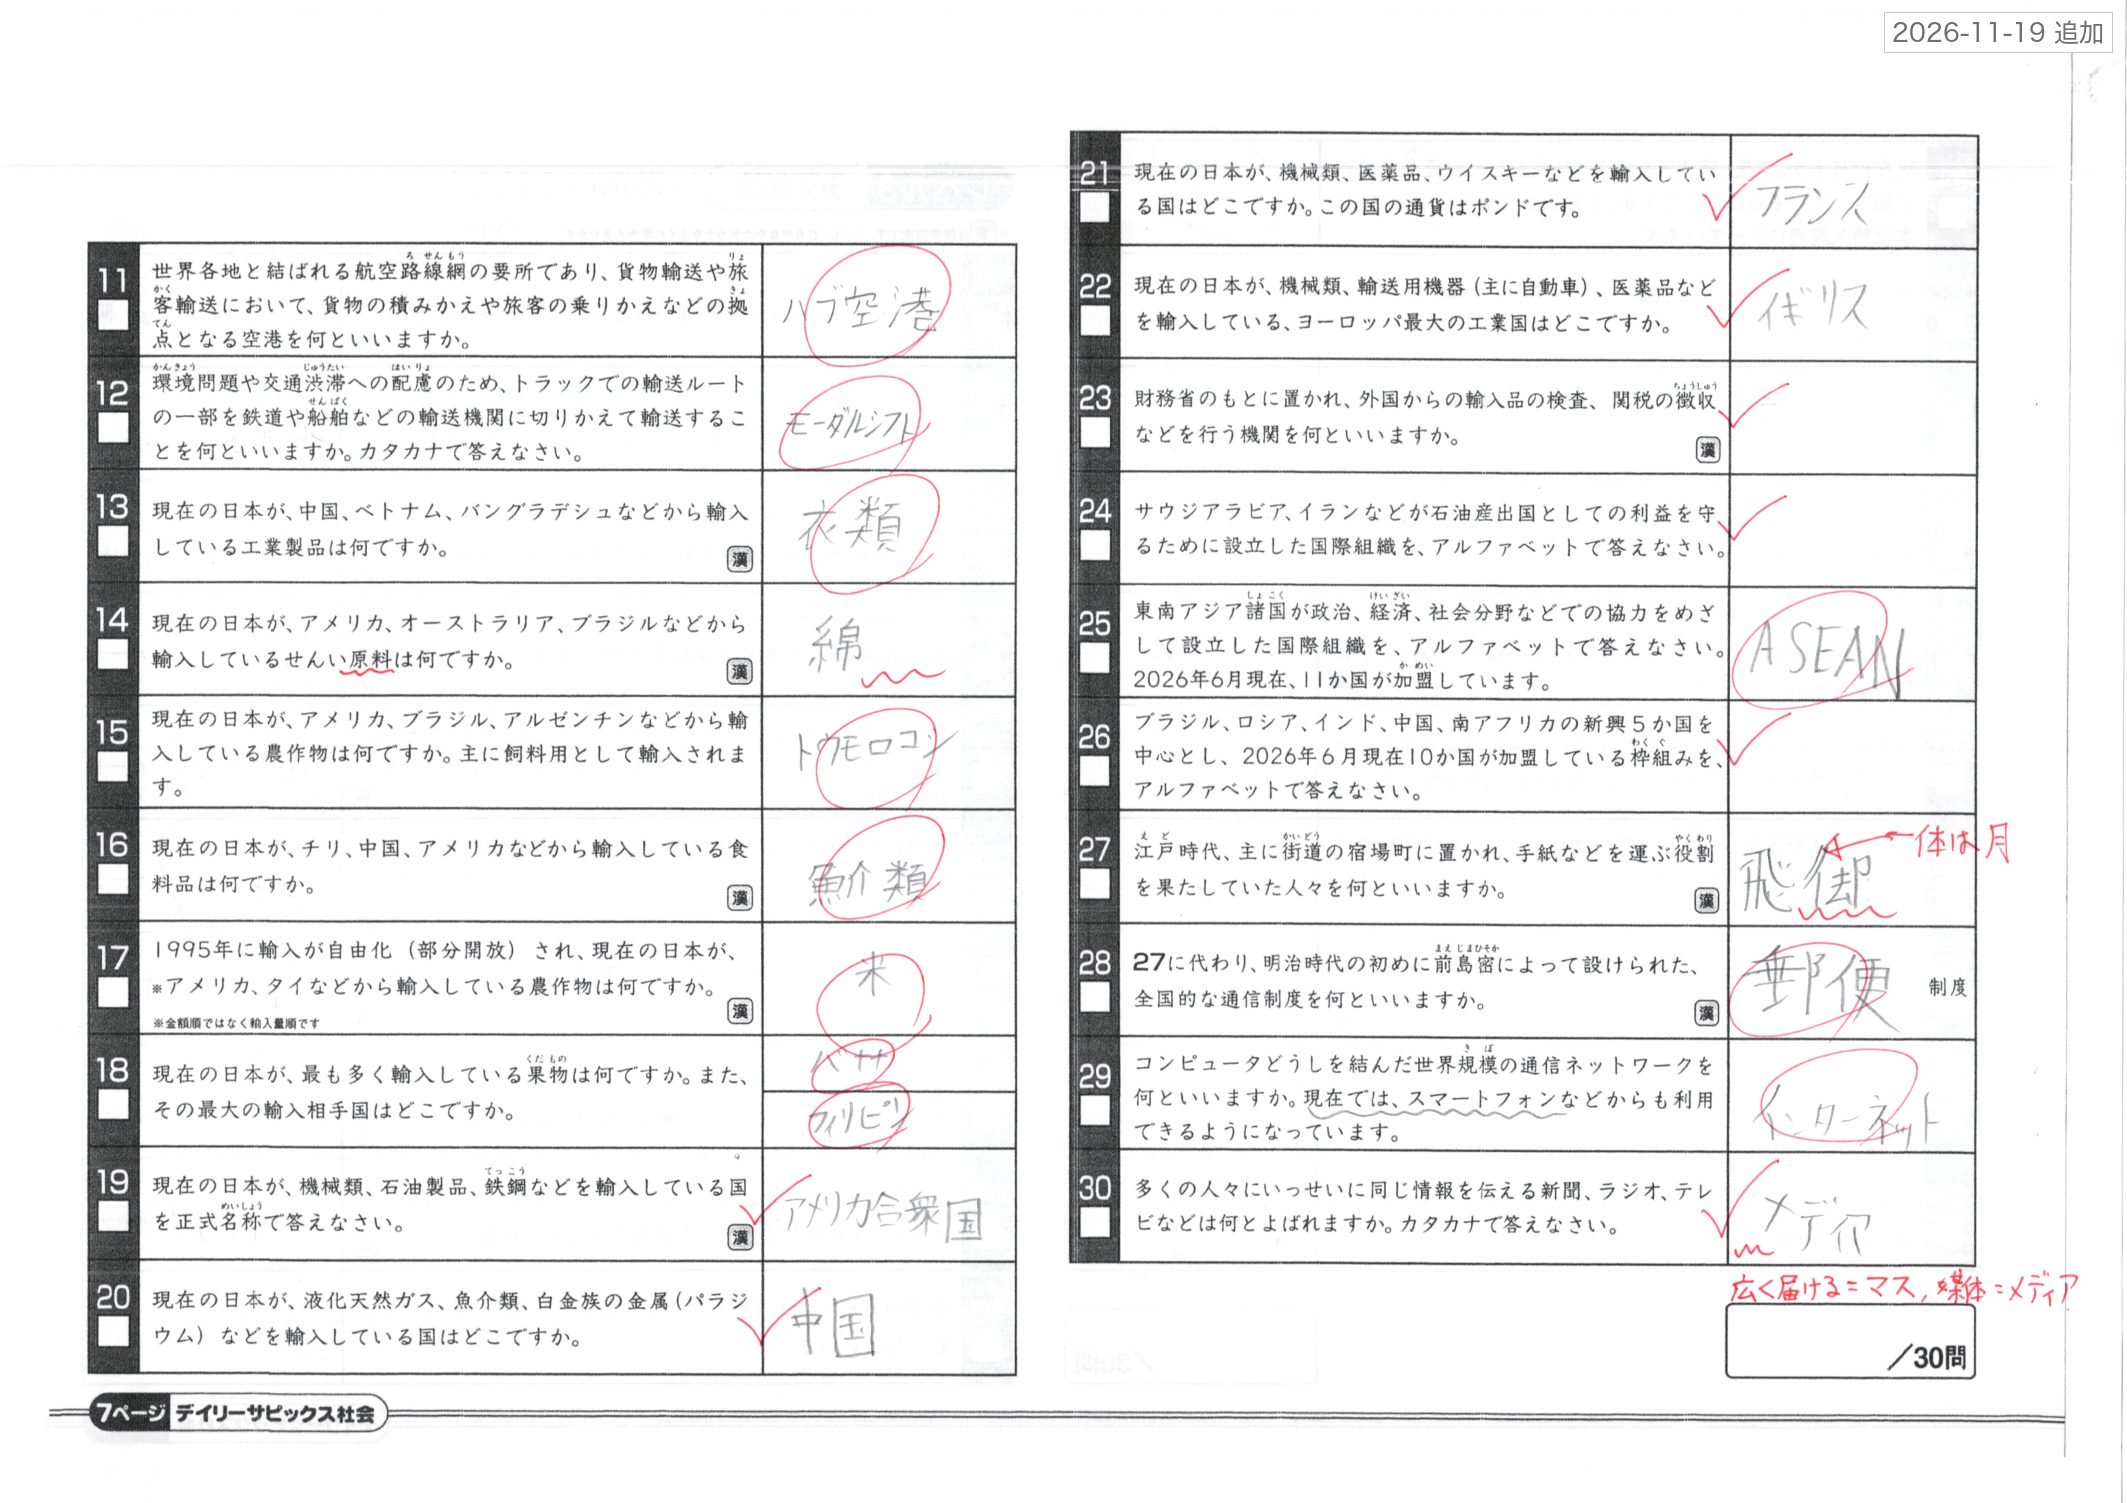 2026-11-19 追加
11
世界各地と結ばれる航空路線網の要所であり、貨物輸送や旅
客輸送において、貨物の積みかえや旅客の乗りかえなどの拠
点となる空港を何といいますか。
ハブ空港
12
環境問題や交通渋滞への配慮のため、トラックでの輸送ルート
の一部を鉄道や船舶などの輸送機関に切りかえて輸送するこ
とを何といいますか。カタカナで答えなさい。
モーダルシフト
13
現在の日本が、中国、ベトナム、バングラデシュなどから輸入
している工業製品は何ですか。
漢
衣類
14
現在の日本が、アメリカ、オーストラリア、ブラジルなどから
輸入しているせんい原料は何ですか。
漢
綿
15
現在の日本が、アメリカ、ブラジル、アルゼンチンなどから輸
入している農作物は何ですか。主に飼料用として輸入されま
す。
トウモロコシ
16
現在の日本が、チリ、中国、アメリカなどから輸入している食
料品は何ですか。
漢
魚介類
17
1995年に輸入が自由化（部分開放）され、現在の日本が、
※アメリカ、タイなどから輸入している農作物は何ですか。
※金額順ではなく輸入量順です
漢
米
18
現在の日本が、最も多く輸入している果物は何ですか。また、
その最大の輸入相手国はどこですか。
バナナ
フィリピン
19
現在の日本が、機械類、石油製品、鉄鋼などを輸入している国
を正式名称で答えなさい。
漢
アメリカ合衆国
20
現在の日本が、液化天然ガス、魚介類、白金族の金属（パラジ
ウム）などを輸入している国はどこですか。
中国
7ページ デイリーサピックス社会
21
現在の日本が、機械類、医薬品、ウイスキーなどを輸入してい
る国はどこですか。この国の通貨はポンドです。
フランス
22
現在の日本が、機械類、輸送用機器（主に自動車）、医薬品など
を輸入している、ヨーロッパ最大の工業国はどこですか。
イギリス
23
財務省のもとに置かれ、外国からの輸入品の検査、関税の徴収
などを行う機関を何といいますか。
漢
24
サウジアラビア、イランなどが石油産出国としての利益を守
るために設立した国際組織を、アルファベットで答えなさい。
25
東南アジア諸国が政治、経済、社会分野などでの協力をめざ
して設立した国際組織を、アルファベットで答えなさい。
2026年6月現在、11か国が加盟しています。
ASEAN
26
ブラジル、ロシア、インド、中国、南アフリカの新興5か国を
中心とし、2026年6月現在10か国が加盟している枠組みを、
アルファベットで答えなさい。
27
江戸時代、主に街道の宿場町に置かれ、手紙などを運ぶ役割
を果たしていた人々を何といいますか。
漢
飛
体は月
28
27に代わり、明治時代の初めに前島密によって設けられた、
全国的な通信制度を何といいますか。
漢
郵便
制度
29
コンピュータどうしを結んだ世界規模の通信ネットワークを
何といいますか。現在では、スマートフォンなどからも利用
できるようになっています。
インターネット
30
多くの人々にいっせいに同じ情報を伝える新聞、ラジオ、テレ
ビなどは何とよばれますか。カタカナで答えなさい。
メディア
広く届ける=マス, 媒体=メディア
／30問